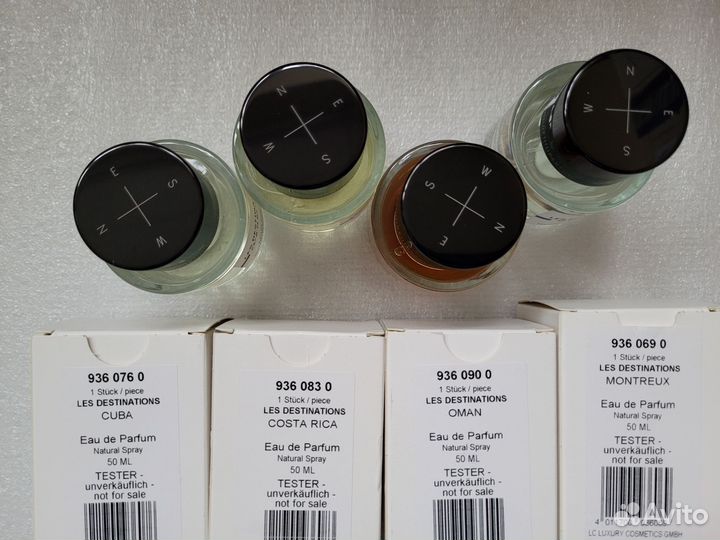 E
S
N
W
N
E
W
S
S
W
E
N
W
N
S
E
936 076 0
1 Stück / piece
LES DESTINATIONS
CUBA
Eau de Parfum
Natural Spray
50 ML
TESTER -
unverkäuflich -
not for sale
936 083 0
1 Stück / piece
LES DESTINATIONS
COSTA RICA
Eau de Parfum
Natural Spray
50 ML
TESTER -
unverkäuflich -
not for sale
936 090 0
1 Stück / piece
LES DESTINATIONS
OMAN
Eau de Parfum
Natural Spray
50 ML
TESTER -
unverkäuflich -
not for sale
936 069 0
1 Stück / piece
LES DESTINATIONS
MONTREUX
Eau de Parfum
Natural Spray
50 ML
TESTER -
unverkäuflich -
not for sale
LC LUXURY COSMETICS GMBH
Avito